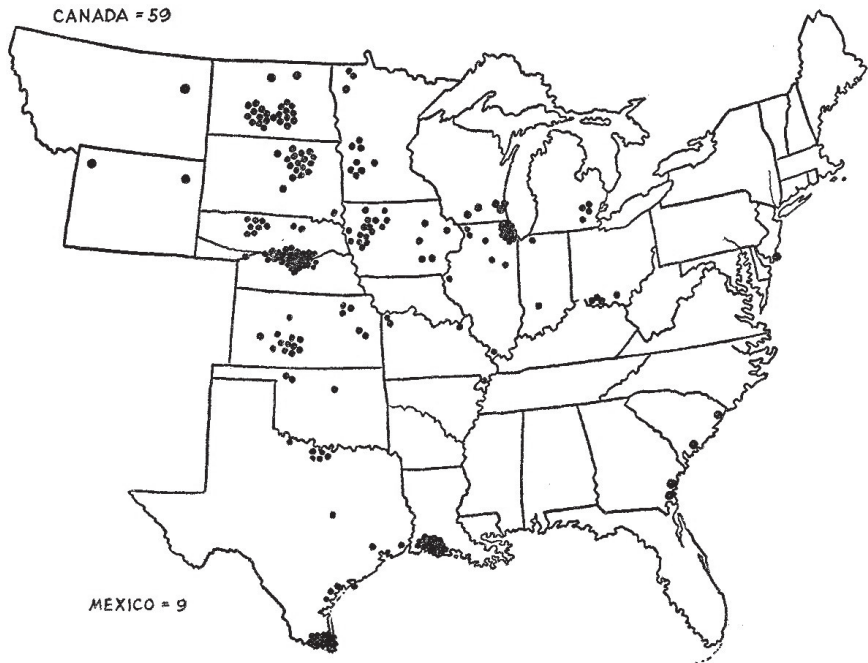 CANADA = 59
MEXICO = 9